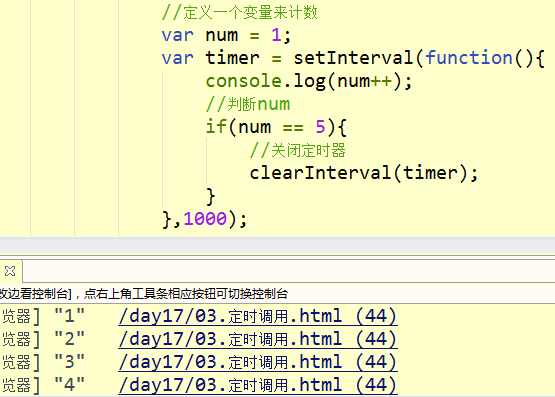 //定义一个变量来计数
var num = 1;
var timer = setInterval(function(){
console.log(num++);
//判断num
if(num == 5){
//关闭定时器
clearInterval(timer);
}
},1000);
改边看控制台]，点右上角工具条相应按钮可切换控制台
览器] "1" /day17/03.定时调用.html (44)
览器] "2" /day17/03.定时调用.html (44)
览器] "3" /day17/03.定时调用.html (44)
览器] "4" /day17/03.定时调用.html (44)